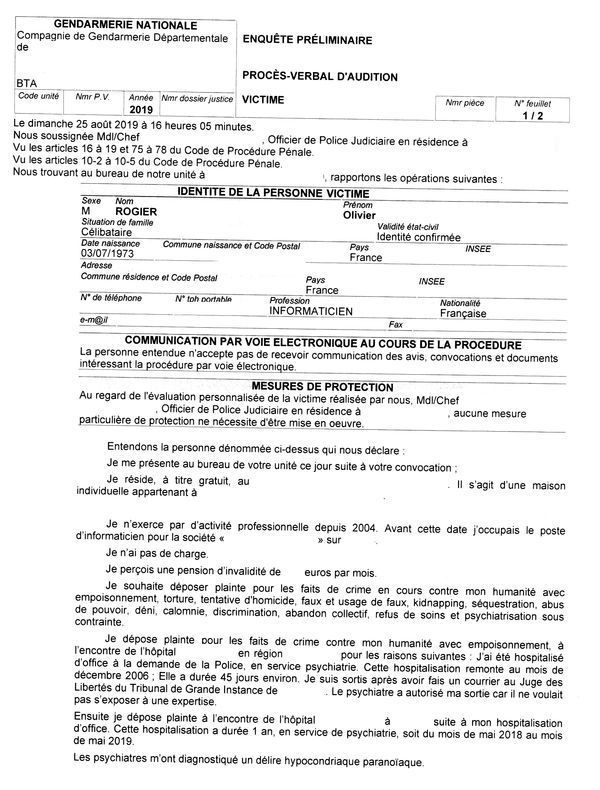 GENDARMERIE NATIONALE
Compagnie de Gendarmerie Départementale
de
BTA
Code unité Nmr P.V. Année Nmr dossier justice
2019
ENQUÊTE PRÉLIMINAIRE
PROCÈS-VERBAL D'AUDITION
VICTIME
Nmr pièce N° feuillet
1 / 2
Le dimanche 25 août 2019 à 16 heures 05 minutes.
Nous soussignée Mdl/Chef , Officier de Police Judiciaire en résidence à
Vu les articles 16 à 19 et 75 à 78 du Code de Procédure Pénale.
Vu les articles 10-2 à 10-5 du Code de Procédure Pénale.
Nous trouvant au bureau de notre unité à , rapportons les opérations suivantes :
IDENTITE DE LA PERSONNE VICTIME
Sexe Nom Prénom
M ROGIER Olivier
Situation de famille Validité état-civil
Célibataire Identité confirmée
Date naissance Commune naissance et Code Postal Pays INSEE
03/07/1973 France
Adresse
Commune résidence et Code Postal Pays INSEE
France
N° de téléphone N° tph portable Profession Nationalité
INFORMATICIEN Française
e-m@il Fax
COMMUNICATION PAR VOIE ELECTRONIQUE AU COURS DE LA PROCEDURE
La personne entendue n'accepte pas de recevoir communication des avis, convocations et documents
intéressant la procédure par voie électronique.
MESURES DE PROTECTION
Au regard de l'évaluation personnalisée de la victime réalisée par nous, Mdl/Chef
, Officier de Police Judiciaire en résidence à , aucune mesure
particulière de protection ne nécessite d'être mise en oeuvre.
Entendons la personne dénommée ci-dessus qui nous déclare :
Je me présente au bureau de votre unité ce jour suite à votre convocation ;
Je réside, à titre gratuit, au . Il s'agit d'une maison
individuelle appartenant à
Je n'exerce par d'activité professionelle depuis 2004. Avant cette date j'occupais le poste
d'informaticien pour la société « » sur .
Je n'ai pas de charge.
Je perçois une pension d'invalidité de euros par mois.
Je souhaite déposer plainte pour les faits de crime en cours contre mon humanité avec
empoisonnement, torture, tentative d'homicide, faux et usage de faux, kidnapping, séquestration, abus
de pouvoir, déni, calomnie, discrimination, abandon collectif, refus de soins et psychiatrisation sous
contrainte.
Je dépose plainte pour les faits de crime contre mon humanité avec empoisonnement, à
l'encontre de l'hôpital en région pour les raisons suivantes : J'ai été hospitalisé
d'office à la demande de la Police, en service psychiatrie. Cette hospitalisation remonte au mois de
décembre 2006 ; Elle a durée 45 jours environ. Je suis sortis après avoir fais un courrier au Juge des
Libertés du Tribunal de Grande Instance de . Le psychiatre a autorisé ma sortie car il ne voulait
pas s'exposer à une expertise.
Ensuite je dépose plainte à l'encontre de l'hôpital à suite à mon hospitalisation
d'office. Cette hospitalisation a durée 1 an, en service de psychiatrie, soit du mois de mai 2018 au mois
de mai 2019.
Les psychiatres m'ont diagnostiqué un délire hypocondriaque paranoïaque.